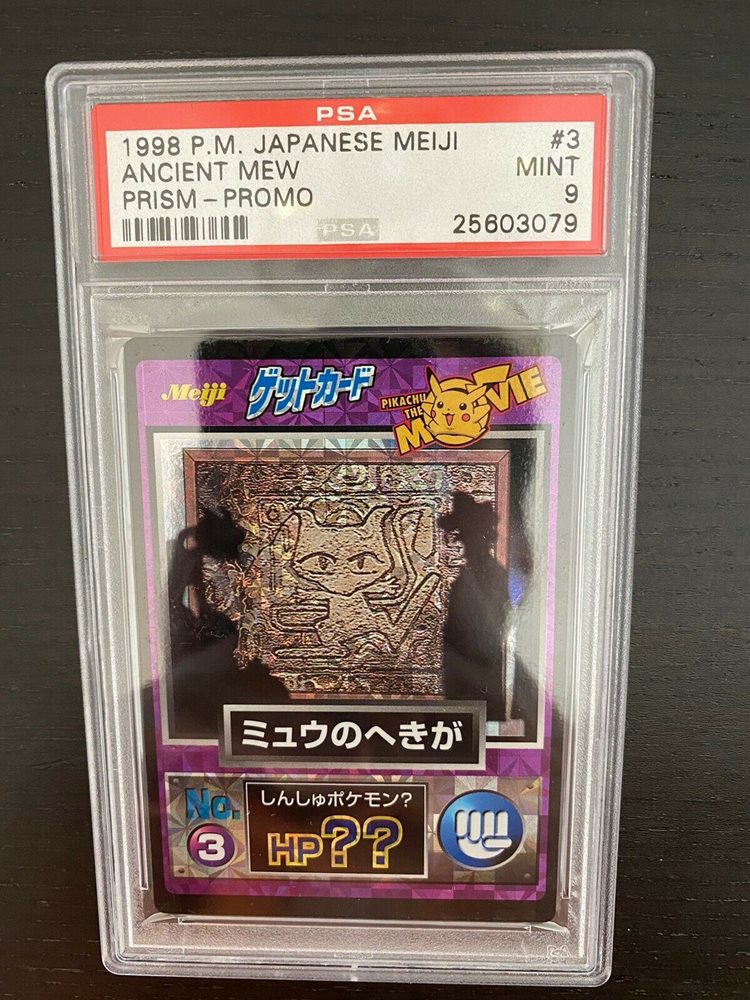 PSA
1998 P.M. JAPANESE MEIJI #3
ANCIENT MEW MINT
PRISM - PROMO 9
PSA 25603079
Meiji ゲットカード PIKACHU THE MOVIE
ミュウのへきが
No. しんしゅポケモン?
3 HP??